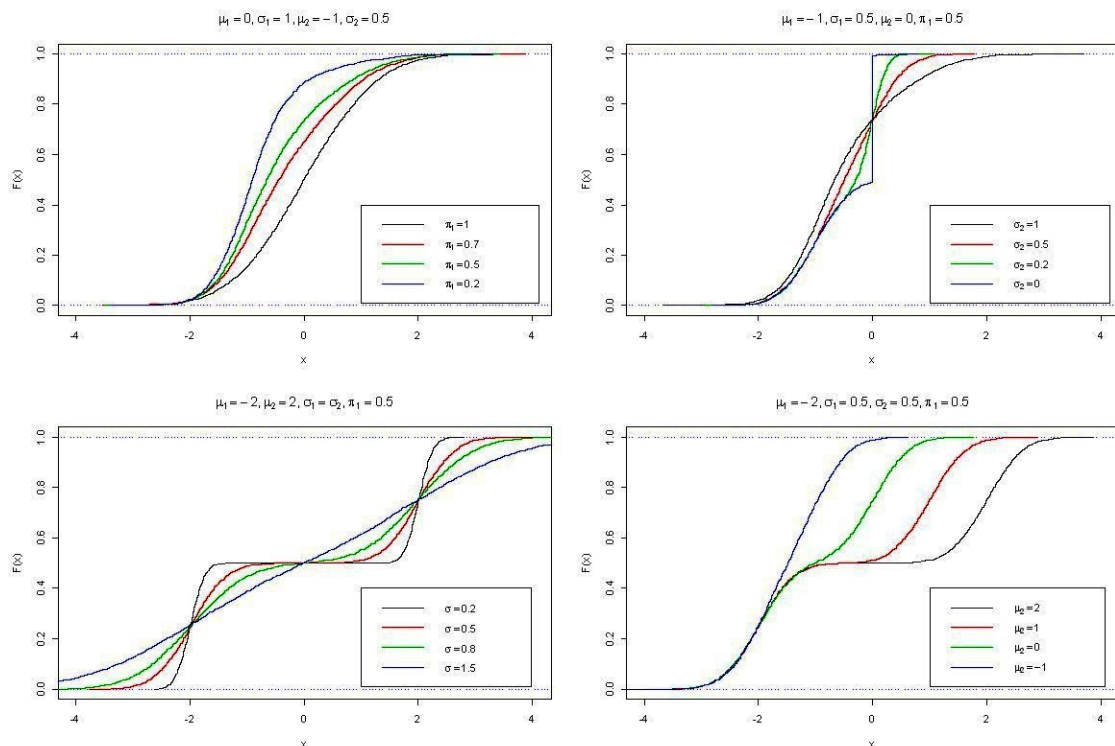 μ₁ = 0, σ₁ = 1, μ₂ = −1, σ₂ = 0.5
F(x)
1.0
0.8
0.6
0.4
0.2
0.0
π₁ = 1
π₁ = 0.7
π₁ = 0.5
π₁ = 0.2
-4 -2 0 2 4
x
μ₁ = −1, σ₁ = 0.5, μ₂ = 0, π₁ = 0.5
F(x)
1.0
0.8
0.6
0.4
0.2
0.0
σ₂ = 1
σ₂ = 0.5
σ₂ = 0.2
σ₂ = 0
-4 -2 0 2 4
x
μ₁ = −2, μ₂ = 2, σ₁ = σ₂, π₁ = 0.5
F(x)
1.0
0.8
0.6
0.4
0.2
0.0
σ = 0.2
σ = 0.5
σ = 0.8
σ = 1.5
-4 -2 0 2 4
x
μ₁ = −2, σ₁ = 0.5, σ₂ = 0.5, π₁ = 0.5
F(x)
1.0
0.8
0.6
0.4
0.2
0.0
μ₂ = 2
μ₂ = 1
μ₂ = 0
μ₂ = −1
-4 -2 0 2 4
x